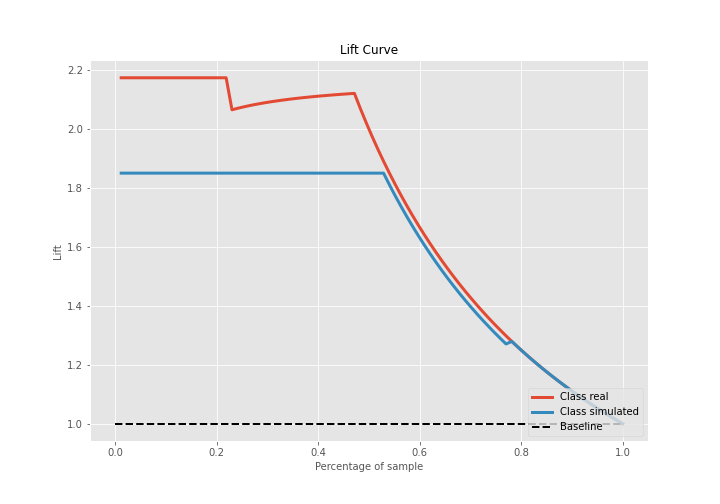 Lift Curve
2.2
2.0
1.8
1.6
1.4
1.2
1.0
Lift
0.0
0.2
0.4
0.6
0.8
1.0
Percentage of sample
Class real
Class simulated
Baseline